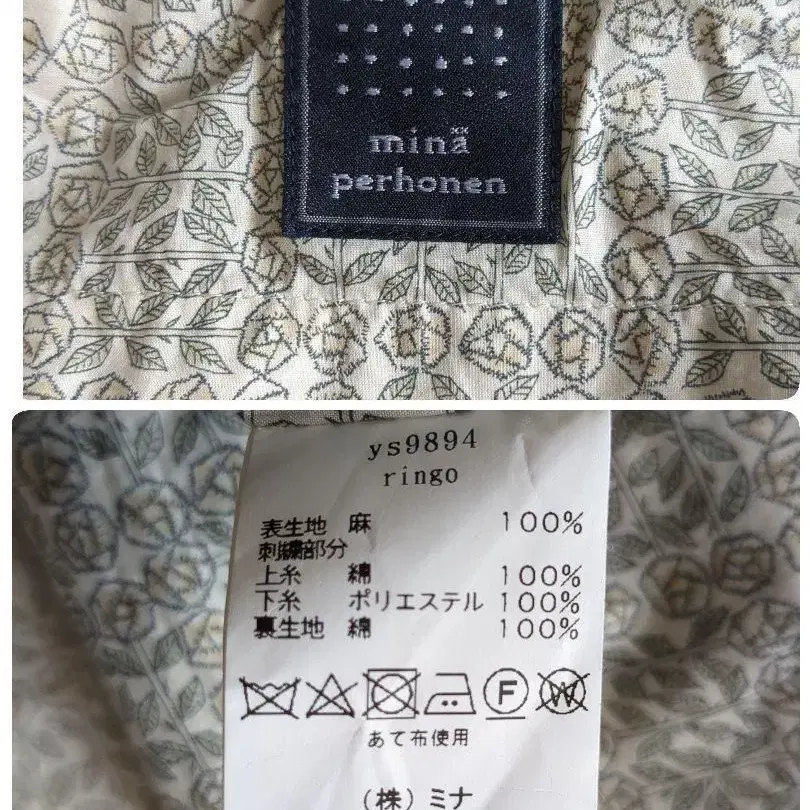 minä
perhonen
ys9894
ringo
表生地 麻 100%
刺繍部分
上糸 綿 100%
下糸 ポリエステル 100%
裏生地 綿 100%
F W
あて布使用
(株) ミナ